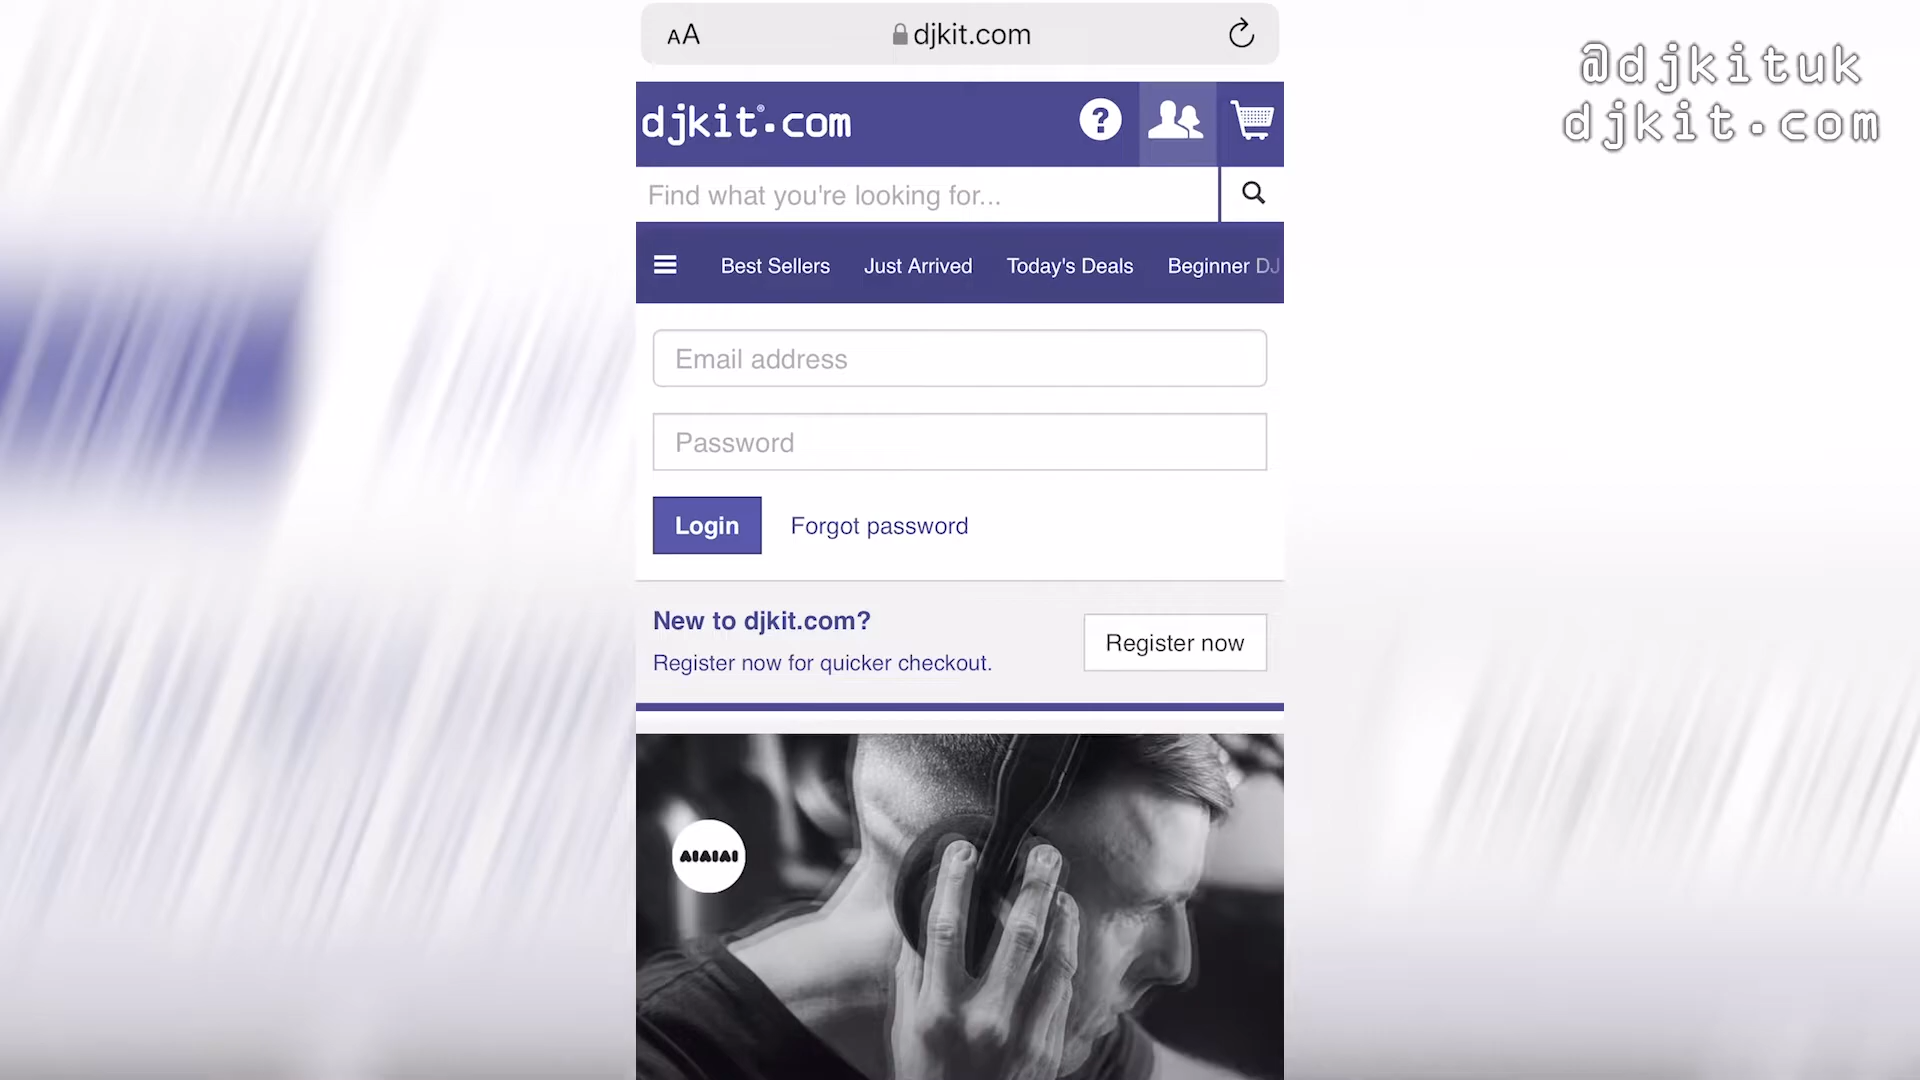 AA djkit.com
@djkituk
djkit.com
djkit®.com ?
Find what you're looking for...
Best Sellers Just Arrived Today's Deals Beginner DJ
Email address
Password
Login Forgot password
New to djkit.com?
Register now for quicker checkout.
Register now
AIAIAI